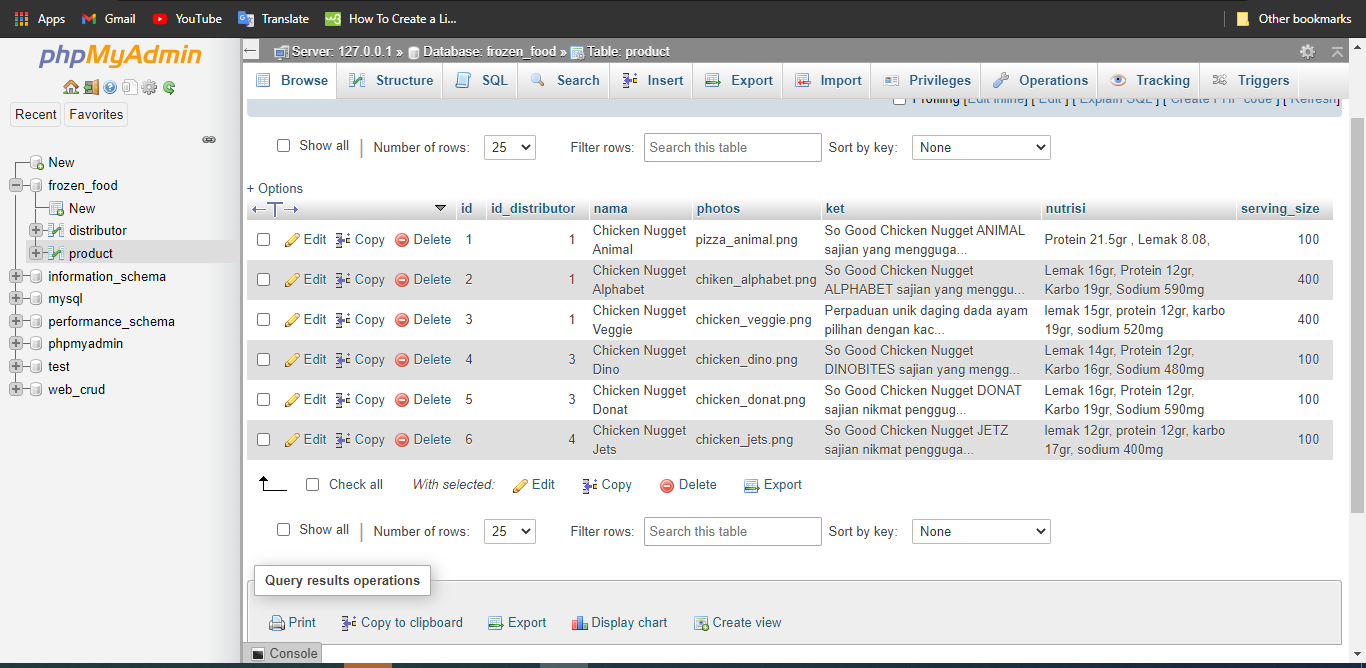 Apps Gmail YouTube Translate How To Create a Li... Other bookmarks
phpMyAdmin
Recent Favorites
New
frozen_food
New
distributor
product
information_schema
mysql
performance_schema
phpmyadmin
test
web_crud
Server: 127.0.0.1 » Database: frozen_food » Table: product
Browse Structure SQL Search Insert Export Import Privileges Operations Tracking Triggers
Profiling [Edit inline] [ Edit ] [ Explain SQL ] [ Create PHP code ] [ Refresh]
Show all | Number of rows: 25 Filter rows: Search this table Sort by key: None
+ Options
←T→ id id_distributor nama photos ket nutrisi serving_size
Edit Copy Delete 1 1 Chicken Nugget Animal pizza_animal.png So Good Chicken Nugget ANIMAL sajian yang mengguga... Protein 21.5gr , Lemak 8.08, 100
Edit Copy Delete 2 1 Chicken Nugget Alphabet chiken_alphabet.png So Good Chicken Nugget ALPHABET sajian yang menggu... Lemak 16gr, Protein 12gr, Karbo 19gr, Sodium 590mg 400
Edit Copy Delete 3 1 Chicken Nugget Veggie chicken_veggie.png Perpaduan unik daging dada ayam pilihan dengan kac... lemak 15gr, protein 12gr, karbo 19gr, sodium 520mg 400
Edit Copy Delete 4 3 Chicken Nugget Dino chicken_dino.png So Good Chicken Nugget DINOBITES sajian yang mengg... Lemak 14gr, Protein 12gr, Karbo 16gr, Sodium 480mg 100
Edit Copy Delete 5 3 Chicken Nugget Donat chicken_donat.png So Good Chicken Nugget DONAT sajian nikmat penggug... Lemak 16gr, Protein 12gr, Karbo 19gr, Sodium 590mg 100
Edit Copy Delete 6 4 Chicken Nugget Jets chicken_jets.png So Good Chicken Nugget JETZ sajian nikmat pengguga... lemak 12gr, protein 12gr, karbo 17gr, sodium 400mg 100
Check all With selected: Edit Copy Delete Export
Show all | Number of rows: 25 Filter rows: Search this table Sort by key: None
Query results operations
Print Copy to clipboard Export Display chart Create view
Console